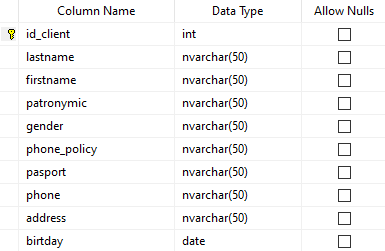 Column Name Data Type Allow Nulls
id_client int
lastname nvarchar(50)
firstname nvarchar(50)
patronymic nvarchar(50)
gender nvarchar(50)
phone_policy nvarchar(50)
pasport nvarchar(50)
phone nvarchar(50)
address nvarchar(50)
birtday date